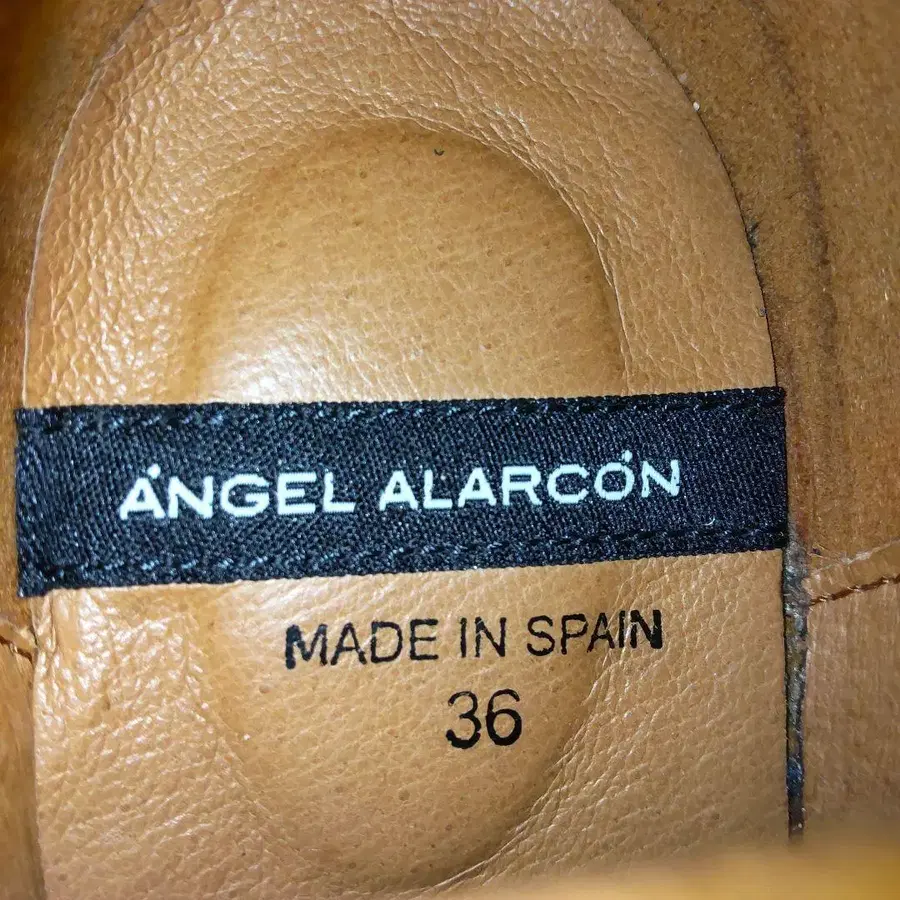 ÁNGEL ALARCÓN
MADE IN SPAIN
36